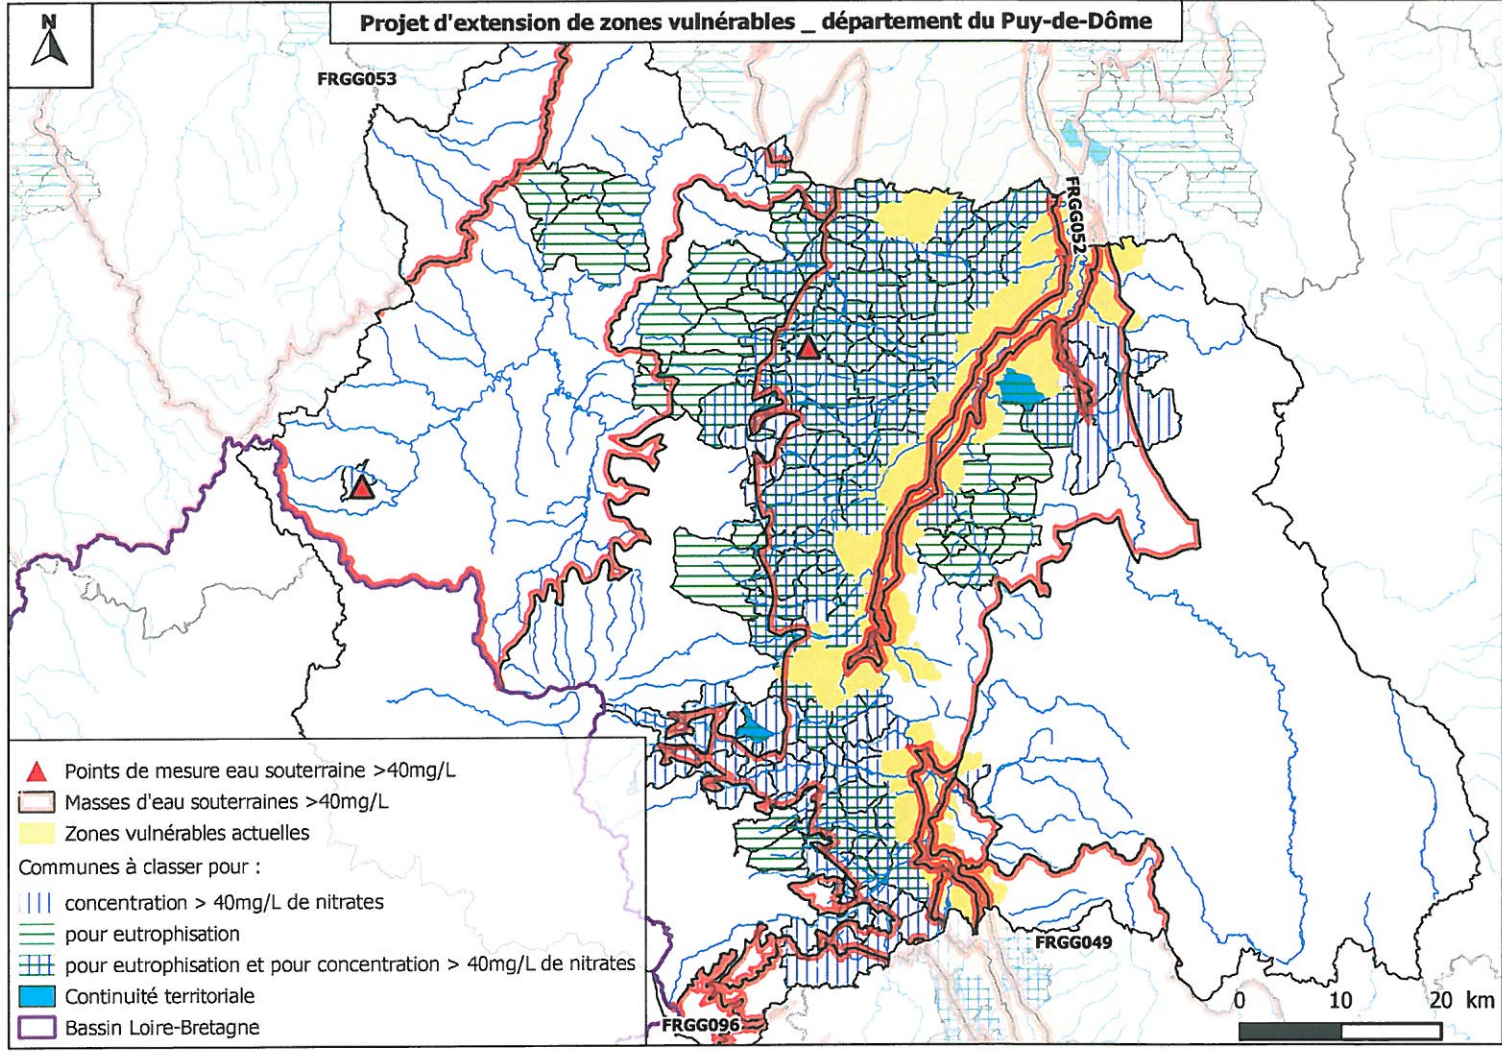 Projet d'extension de zones vulnérables _ département du Puy-de-Dôme
N
FRGG053
FRGG052
Points de mesure eau souterraine >40mg/L
Masses d'eau souterraines >40mg/L
Zones vulnérables actuelles
Communes à classer pour :
concentration > 40mg/L de nitrates
pour eutrophisation
pour eutrophisation et pour concentration > 40mg/L de nitrates
Continuité territoriale
Bassin Loire-Bretagne
FRGG049
FRGG096
0 10 20 km